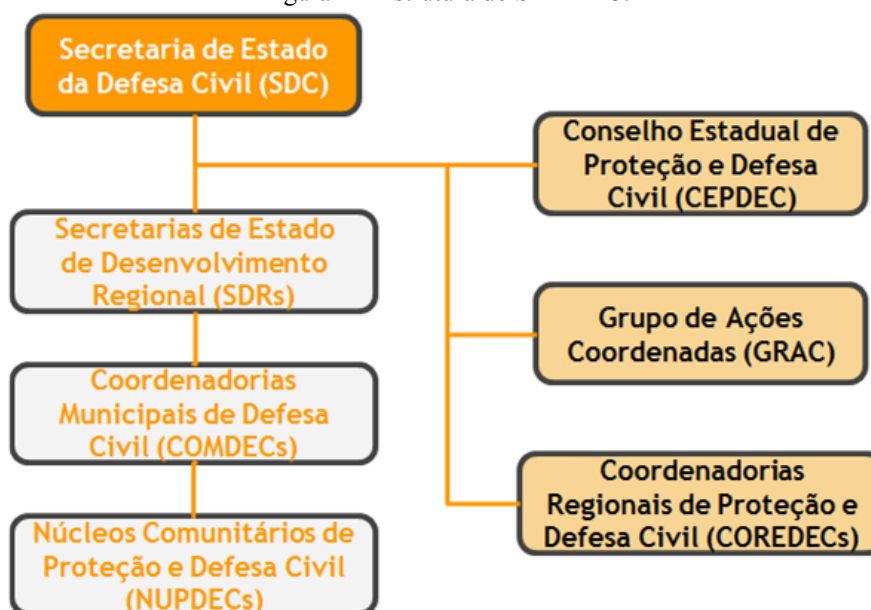 Secretaria de Estado
da Defesa Civil (SDC)
Conselho Estadual de
Proteção e Defesa
Civil (CEPDEC)
Secretarias de Estado
de Desenvolvimento
Regional (SDRs)
Grupo de Ações
Coordenadas (GRAC)
Coordenadorias
Municipais de Defesa
Civil (COMDECs)
Coordenadorias
Regionais de Proteção e
Defesa Civil (COREDECs)
Núcleos Comunitários de
Proteção e Defesa Civil
(NUPDECs)